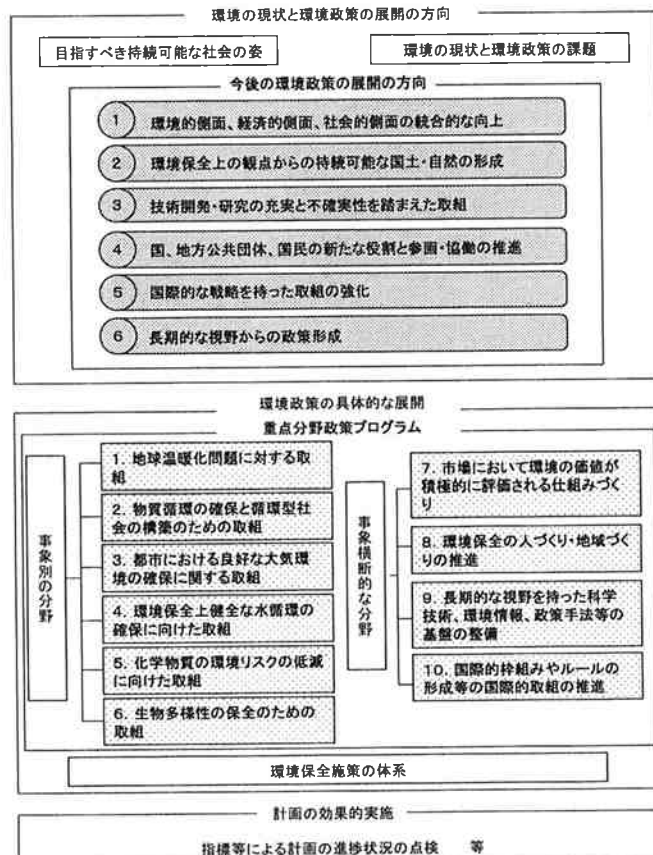 環境の現状と環境政策の展開の方向
目指すべき持続可能な社会の姿
環境の現状と環境政策の課題
今後の環境政策の展開の方向
1 環境的側面、経済的側面、社会的側面の統合的な向上
2 環境保全上の観点からの持続可能な国土・自然の形成
3 技術開発・研究の充実と不確実性を踏まえた取組
4 国、地方公共団体、国民の新たな役割と参画・協働の推進
5 国際的な戦略を持った取組の強化
6 長期的な視野からの政策形成
環境政策の具体的な展開
重点分野政策プログラム
事象別の分野
1. 地球温暖化問題に対する取
組
2. 物質循環の確保と循環型社
会の構築のための取組
3. 都市における良好な大気環
境の確保に関する取組
4. 環境保全上健全な水循環の
確保に向けた取組
5. 化学物質の環境リスクの低減
に向けた取組
6. 生物多様性の保全のための
取組
事象横断的な分野
7. 市場において環境の価値が
積極的に評価される仕組みづく
り
8. 環境保全の人づくり・地域づく
りの推進
9. 長期的な視野を持った科学
技術、環境情報、政策手法等の
基盤の整備
10. 国際的枠組みやルールの
形成等の国際的取組の推進
環境保全施策の体系
計画の効果的実施
指標等による計画の進捗状況の点検 等